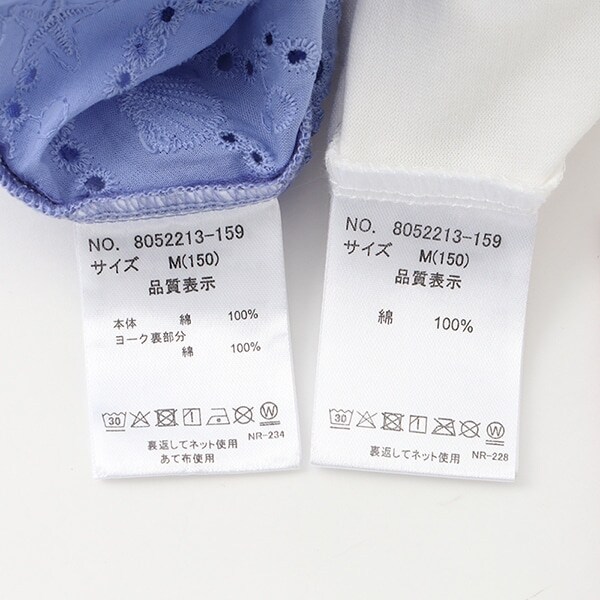 NO. 8052213-159
サイズ M(150)
品質表示
本体 綿 100%
ヨーク裏部分
綿 100%
30 1 W
裏返してネット使用
あて布使用
NR-234
NO. 8052213-159
サイズ M(150)
品質表示
綿 100%
30 1 W
裏返してネット使用 NR-228